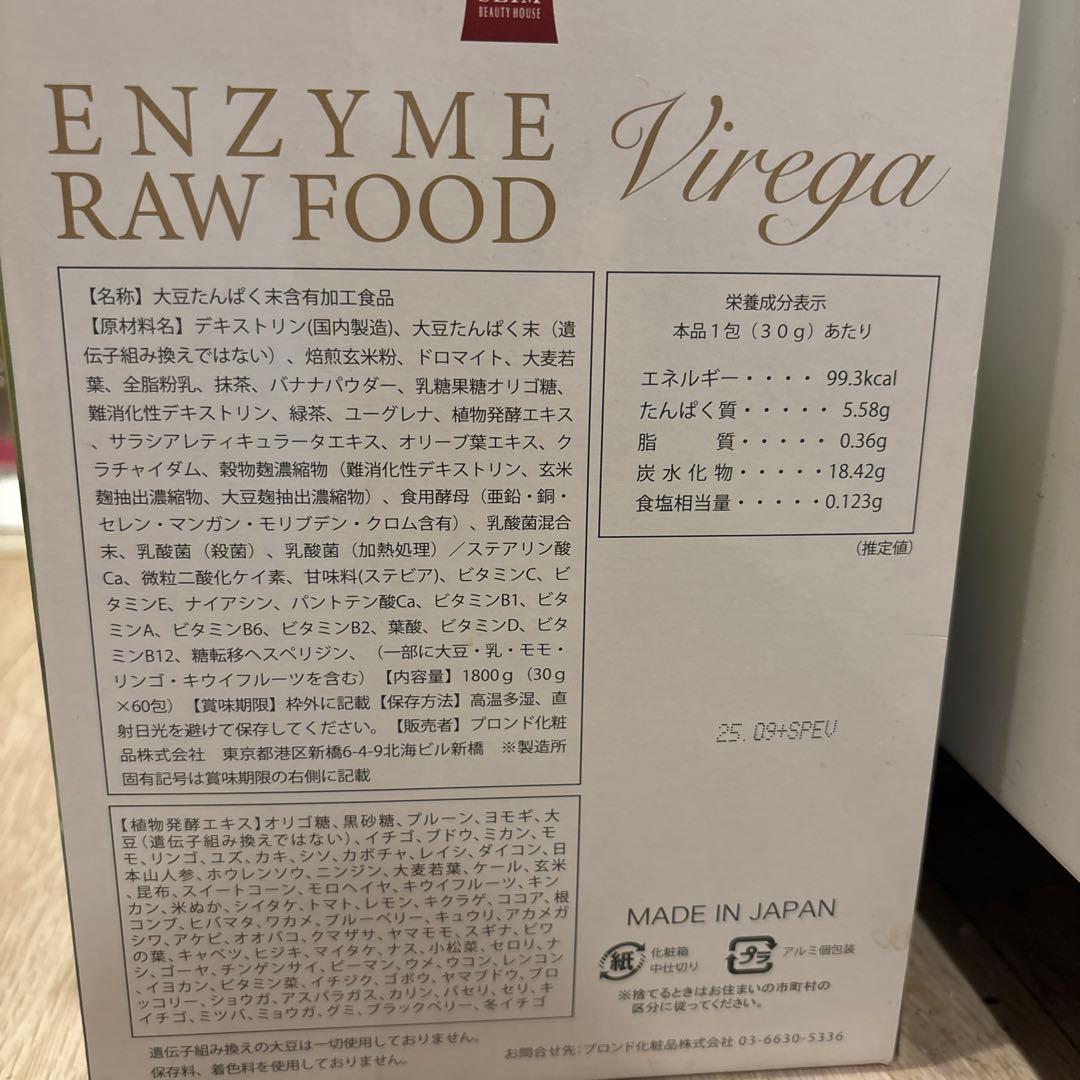 SLIM
BEAUTY HOUSE
ENZYME
RAW FOOD
Virega
【名称】大豆たんぱく末含有加工食品
【原材料名】デキストリン(国内製造)、大豆たんぱく末（遺
伝子組み換えではない）、焙煎玄米粉、ドロマイト、大麦若
葉、全脂粉乳、抹茶、バナナパウダー、乳糖果糖オリゴ糖、
難消化性デキストリン、緑茶、ユーグレナ、植物発酵エキス
、サラシアレティキュラータエキス、オリーブ葉エキス、ク
ラチャイダム、穀物麹濃縮物（難消化性デキストリン、玄米
麹抽出濃縮物、大豆麹抽出濃縮物）、食用酵母（亜鉛・銅・
セレン・マンガン・モリブデン・クロム含有）、乳酸菌混合
末、乳酸菌（殺菌）、乳酸菌（加熱処理）／ステアリン酸
Ca、微粒二酸化ケイ素、甘味料(ステビア)、ビタミンC、ビ
タミンE、ナイアシン、パントテン酸Ca、ビタミンB1、ビタ
ミンA、ビタミンB6、ビタミンB2、葉酸、ビタミンD、ビタ
ミンB12、糖転移ヘスペリジン、（一部に大豆・乳・モモ・
リンゴ・キウイフルーツを含む）【内容量】1800ｇ（30ｇ
×60包）【賞味期限】枠外に記載【保存方法】高温多湿、直
射日光を避けて保存してください。【販売者】プロンド化粧
品株式会社　東京都港区新橋6-4-9北海ビル新橋　※製造所
固有記号は賞味期限の右側に記載
栄養成分表示
本品１包（３０ｇ）あたり
エネルギー・・・・ 99.3kcal
たんぱく質・・・・・ 5.58g
脂　　　質・・・・・ 0.36g
炭水化物・・・・・18.42g
食塩相当量・・・・・0.123g
（推定値）
25. 09+SPEV
【植物発酵エキス】オリゴ糖、黒砂糖、プルーン、ヨモギ、大
豆（遺伝子組み換えではない）、イチゴ、ブドウ、ミカン、モ
モ、リンゴ、ユズ、カキ、シソ、カボチャ、レイシ、ダイコン、日
本山人参、ホウレンソウ、ニンジン、大麦若葉、ケール、玄米
、昆布、スイートコーン、モロヘイヤ、キウイフルーツ、キン
カン、米ぬか、シイタケ、トマト、レモン、キクラゲ、ココア、根
コンブ、ヒバマタ、ワカメ、ブルーベリー、キュウリ、アカメガ
シワ、アケビ、オオバコ、クマザサ、ヤマモモ、スギナ、ビワ
の葉、キャベツ、ヒジキ、マイタケ、ナス、小松菜、セロリ、ナ
シ、ゴーヤ、チンゲンサイ、ピーマン、ウメ、ウコン、レンコン
、イヨカン、ビタミン菜、イチジク、ゴボウ、ヤマブドウ、ブロ
ッコリー、ショウガ、アスパラガス、カリン、パセリ、セリ、キ
イチゴ、ミツバ、ミョウガ、グミ、ブラックベリー、冬イチゴ
MADE IN JAPAN
紙
化粧箱
中仕切り
プラ
アルミ個包装
※捨てるときはお住まいの市町村の
区分に従ってください。
遺伝子組み換えの大豆は一切使用しておりません。
保存料、着色料を使用しておりません。
お問合せ先：プロンド化粧品株式会社 03-6630-5336